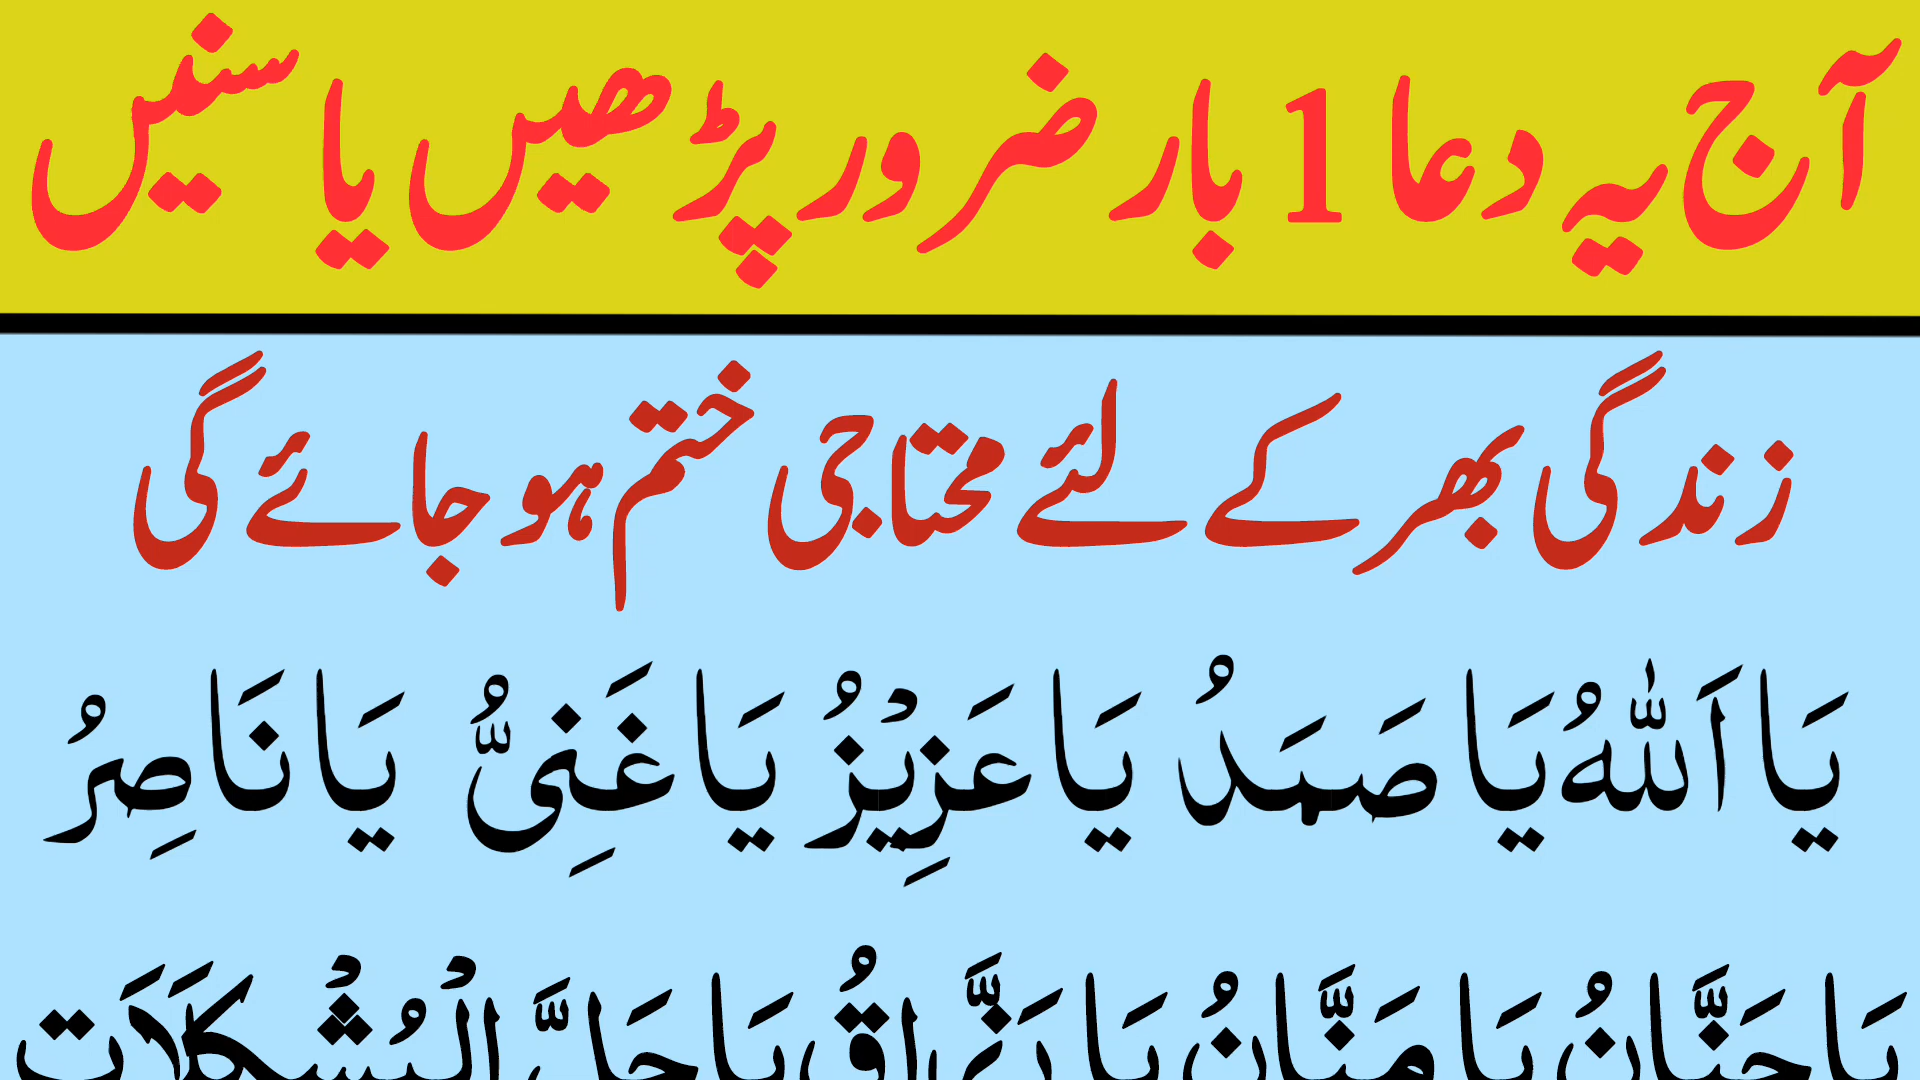 آج یہ دعا 1 بار ضرور پڑھیں یا سنیں
زندگی بھر کے لئے محتاجی ختم ہو جائے گی
یَا اَللّٰہُ یَا صَمَدُ یَا عَزِیْزُ یَا غَنِیُّ یَا نَاصِرُ
یَا حَنَّانُ یَا مَنَّانُ یَا رَزَّاقُ یَا حَلَّ الْمُشْکَلَات